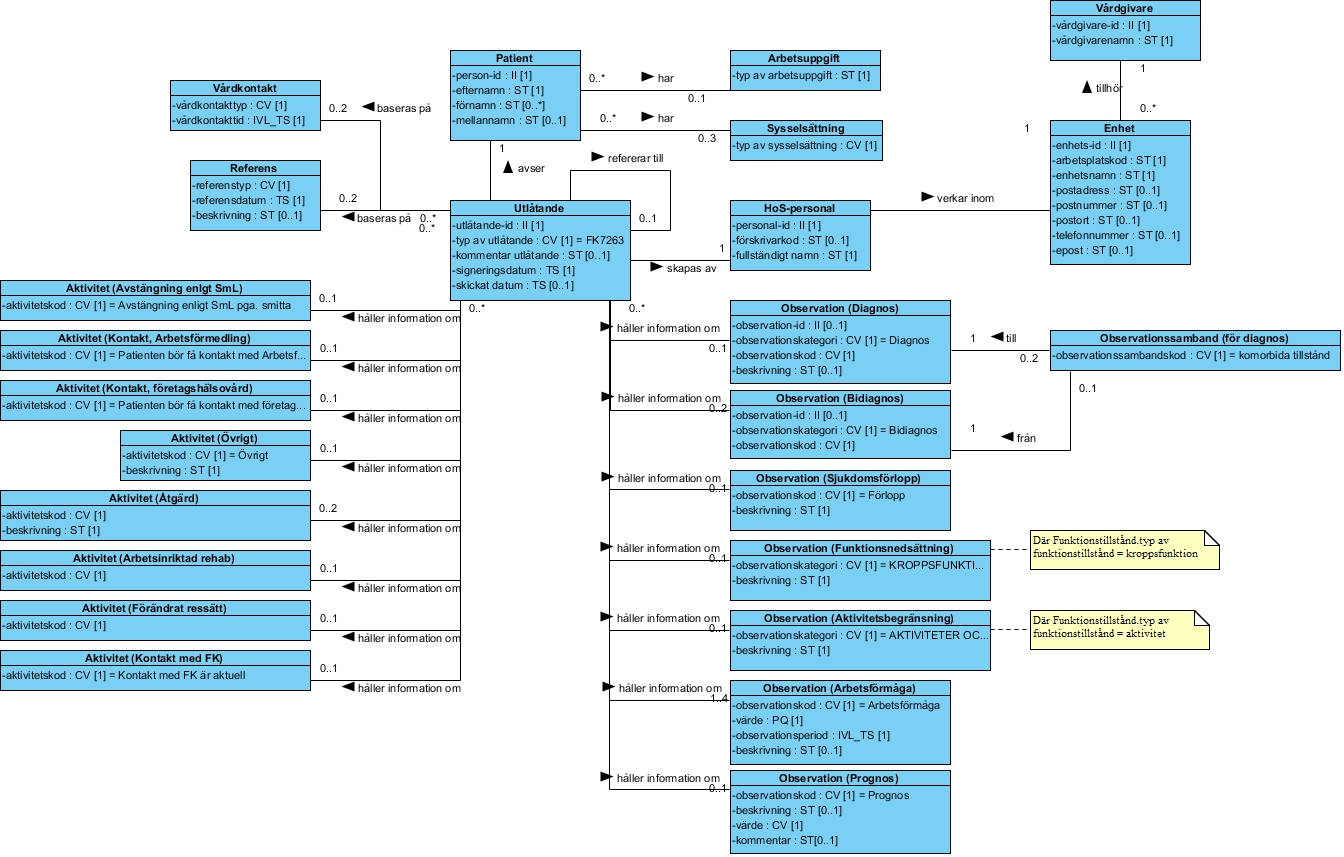 Vårdgivare
-vårdgivare-id : II [1]
-vårdgivarenamn : ST [1]
1
tillhör
0..*
Patient
-person-id : II [1]
-efternamn : ST [1]
-förnamn : ST [0..*]
-mellannamn : ST [0..1]
0..*
har
0..1
Arbetsuppgift
-typ av arbetsuppgift : ST [1]
0..*
har
0..3
Sysselsättning
-typ av sysselsättning : CV [1]
Vårdkontakt
-vårdkontakttyp : CV [1]
-vårdkontakttid : IVL_TS [1]
0..2
baseras på
Referens
-referenstyp : CV [1]
-referensdatum : TS [1]
-beskrivning : ST [0..1]
0..2
baseras på
0..*
0..*
1
avser
refererar till
0..1
Utlåtande
-utlåtande-id : II [1]
-typ av utlåtande : CV [1] = FK7263
-kommentar utlåtande : ST [0..1]
-signeringsdatum : TS [1]
-skickat datum : TS [0..1]
1
skapas av
HoS-personal
-personal-id : II [1]
-förskrivarkod : ST [0..1]
-fullständigt namn : ST [1]
verkar inom
1
Enhet
-enhets-id : II [1]
-arbetsplatskod : ST [1]
-enhetsnamn : ST [1]
-postadress : ST [0..1]
-postnummer : ST [0..1]
-postort : ST [0..1]
-telefonnummer : ST [0..1]
-epost : ST [0..1]
Aktivitet (Avstängning enlgt SmL)
-aktivitetskod : CV [1] = Avstängning enligt SmL pga. smitta
0..1
håller information om
0..*
Aktivitet (Kontakt, Arbetsförmedling)
-aktivitetskod : CV [1] = Patienten bör få kontakt med Arbetsf...
0..1
håller information om
Aktivitet (Kontakt, företagshälsovård)
-aktivitetskod : CV [1] = Patienten bör få kontakt med företag...
0..1
håller information om
Aktivitet (Övrigt)
-aktivitetskod : CV [1] = Övrigt
-beskrivning : ST [1]
0..1
håller information om
Aktivitet (Åtgärd)
-aktivitetskod : CV [1]
-beskrivning : ST [1]
0..2
håller information om
Aktivitet (Arbetsinriktad rehab)
-aktivitetskod : CV [1]
0..1
håller information om
Aktivitet (Förändrat ressätt)
-aktivitetskod : CV [1]
0..1
håller information om
Aktivitet (Kontakt med FK)
-aktivitetskod : CV [1] = Kontakt med FK är aktuell
0..1
håller information om
0..*
håller information om
0..1
Observation (Diagnos)
-observation-id : II [0..1]
-observationskategori : CV [1] = Diagnos
-observationskod : CV [1]
-beskrivning : ST [0..1]
1
till
0..2
Observationssamband (för diagnos)
-observationssambandskod : CV [1] = komorbida tillstånd
0..1
håller information om
0..2
Observation (Bidiagnos)
-observation-id : II [0..1]
-observationskategori : CV [1] = Bidiagnos
-observationskod : CV [1]
1
från
håller information om
0..1
Observation (Sjukdomsförlopp)
-observationskod : CV [1] = Förlopp
-beskrivning : ST [1]
håller information om
0..1
Observation (Funktionsnedsättning)
-observationskategori : CV [1] = KROPPSFUNKTI...
-beskrivning : ST [1]
Där Funktionstillstånd.typ av
funktionstillstånd = kroppsfunktion
håller information om
0..1
Observation (Aktivitetsbegränsning)
-observationskategori : CV [1] = AKTIVITETER OC...
-beskrivning : ST [1]
Där Funktionstillstånd.typ av
funktionstillstånd = aktivitet
håller information om
1..4
Observation (Arbetsförmåga)
-observationskod : CV [1] = Arbetsförmåga
-värde : PQ [1]
-observationsperiod : IVL_TS [1]
-beskrivning : ST [0..1]
håller information om
0..1
Observation (Prognos)
-observationskod : CV [1] = Prognos
-beskrivning : ST [0..1]
-värde : CV [1]
-kommentar : ST[0..1]